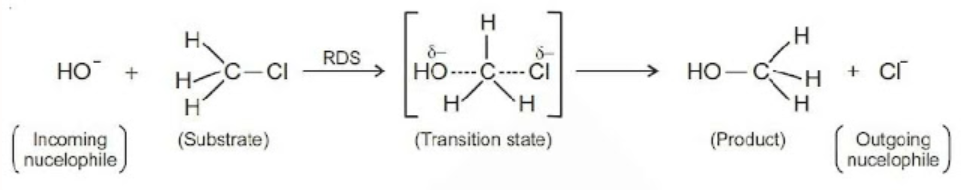 H
H
δ− δ−
H
HO⁻ + H C–Cl RDS HO----C----Cl HO–C H + Cl⁻
H
H H
H
Incoming nucelophile
(Substrate)
(Transition state)
(Product)
Outgoing nucelophile